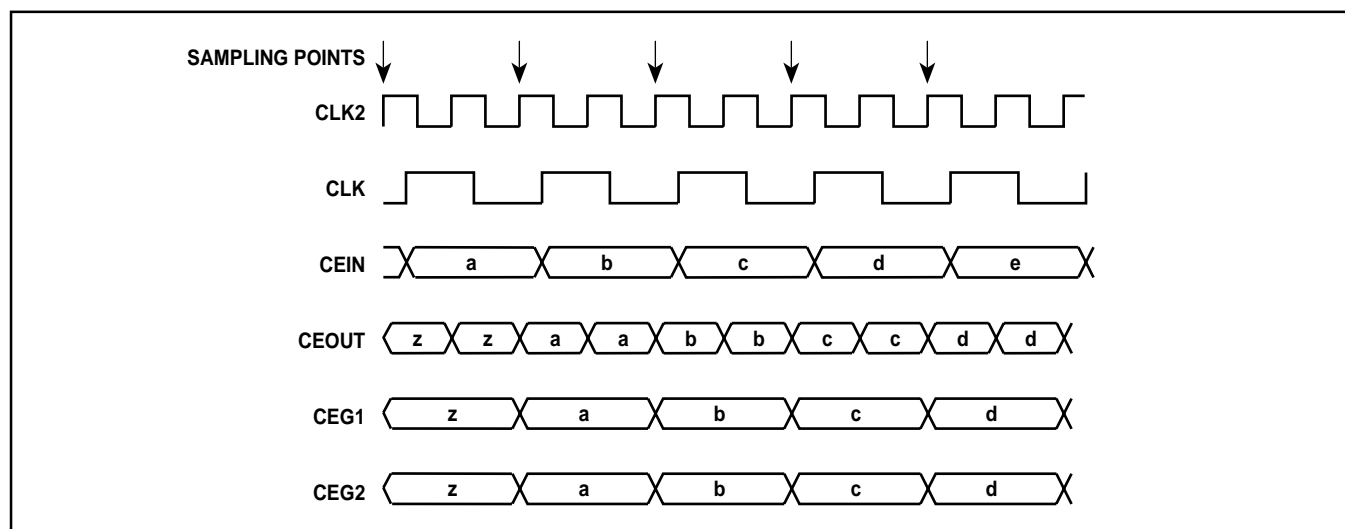 SAMPLING POINTS
CLK2
CLK
CEIN a b c d e
CEOUT z z a a b b c c d d
CEG1 z a b c d
CEG2 z a b c d